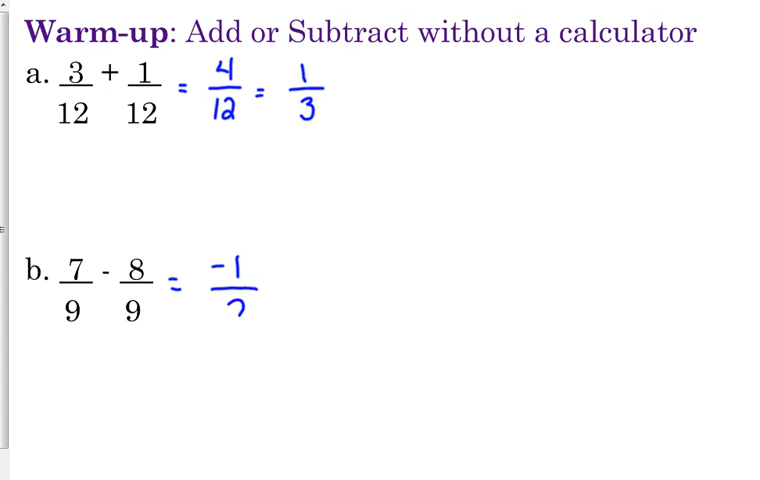 Warm-up: Add or Subtract without a calculator
a. 3/12 + 1/12 = 4/12 = 1/3
b. 7/9 - 8/9 = -1/